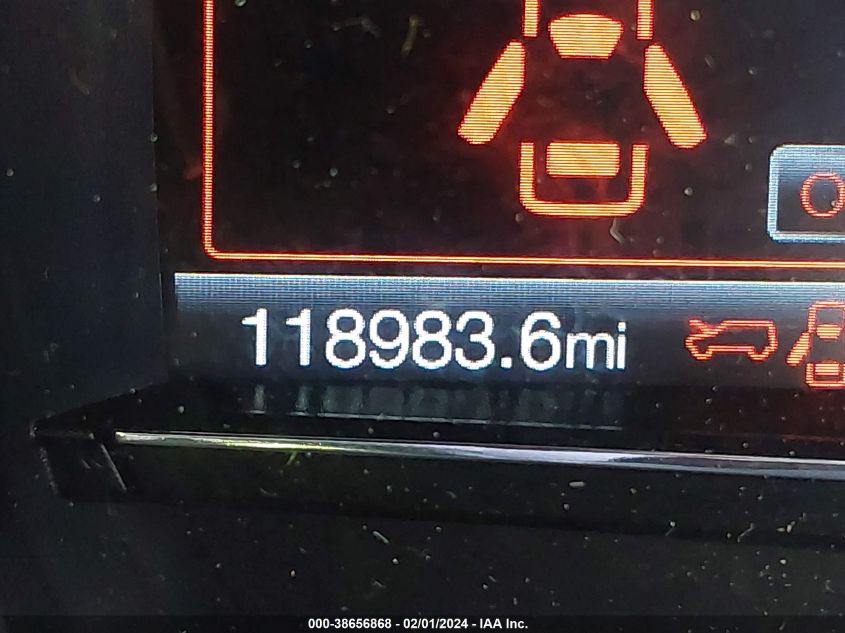 118983.6mi
000-38656868 - 02/01/2024 - IAA Inc.